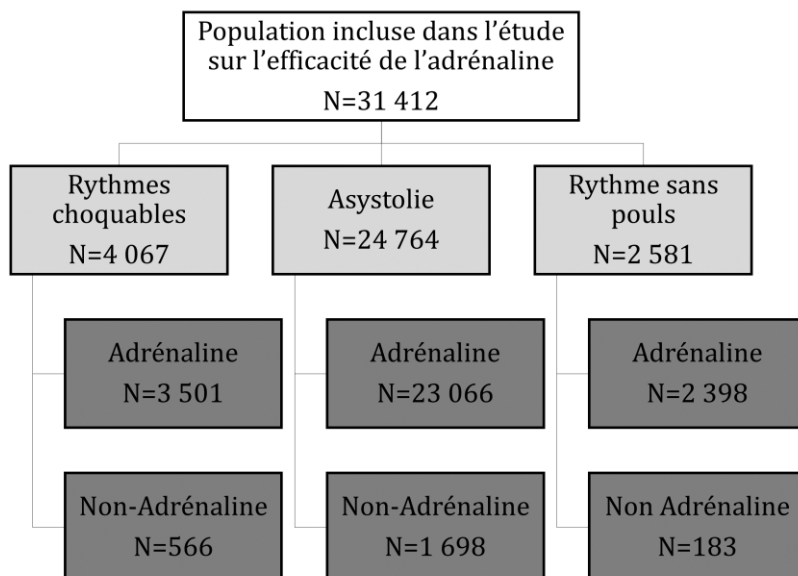 Population incluse dans l’étude
sur l’efficacité de l’adrénaline
N=31 412
Rythmes
choquables
N=4 067
Asystolie
N=24 764
Rythme sans
pouls
N=2 581
Adrénaline
N=3 501
Adrénaline
N=23 066
Adrénaline
N=2 398
Non-Adrénaline
N=566
Non-Adrénaline
N=1 698
Non Adrénaline
N=183